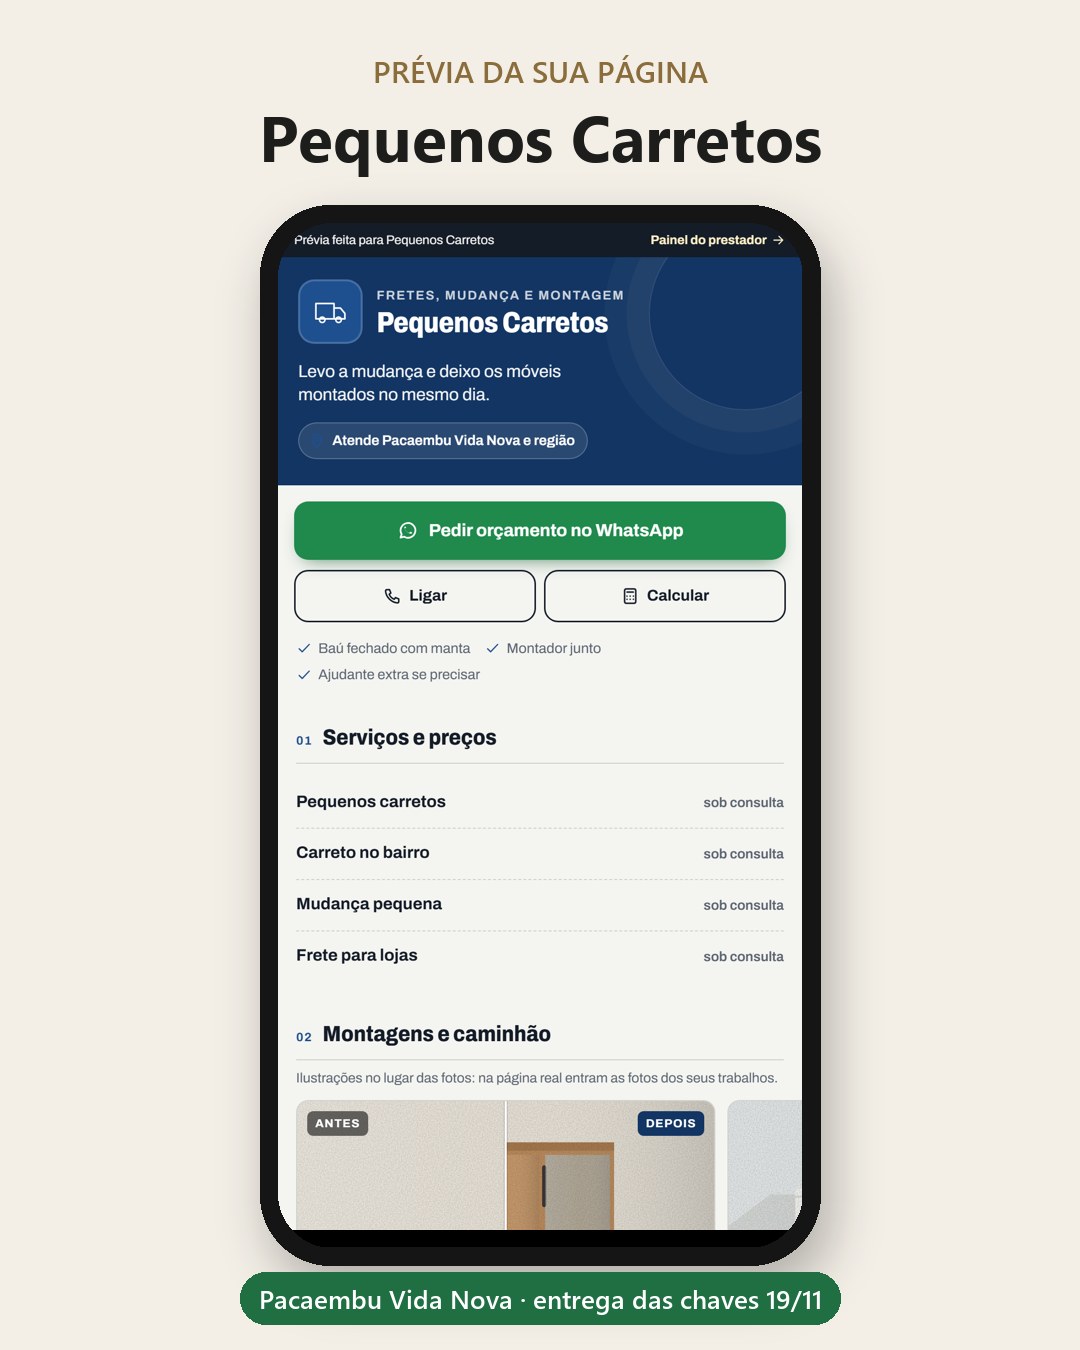 PRÉVIA DA SUA PÁGINA
Pequenos Carretos
Prévia feita para Pequenos Carretos
Painel do prestador →
FRETES, MUDANÇA E MONTAGEM
Pequenos Carretos
Levo a mudança e deixo os móveis
montados no mesmo dia.
Atende Pacaembu Vida Nova e região
Pedir orçamento no WhatsApp
Ligar
Calcular
Baú fechado com manta
Montador junto
Ajudante extra se precisar
01 Serviços e preços
Pequenos carretos sob consulta
Carreto no bairro sob consulta
Mudança pequena sob consulta
Frete para lojas sob consulta
02 Montagens e caminhão
Ilustrações no lugar das fotos: na página real entram as fotos dos seus trabalhos.
ANTES
DEPOIS
Pacaembu Vida Nova · entrega das chaves 19/11